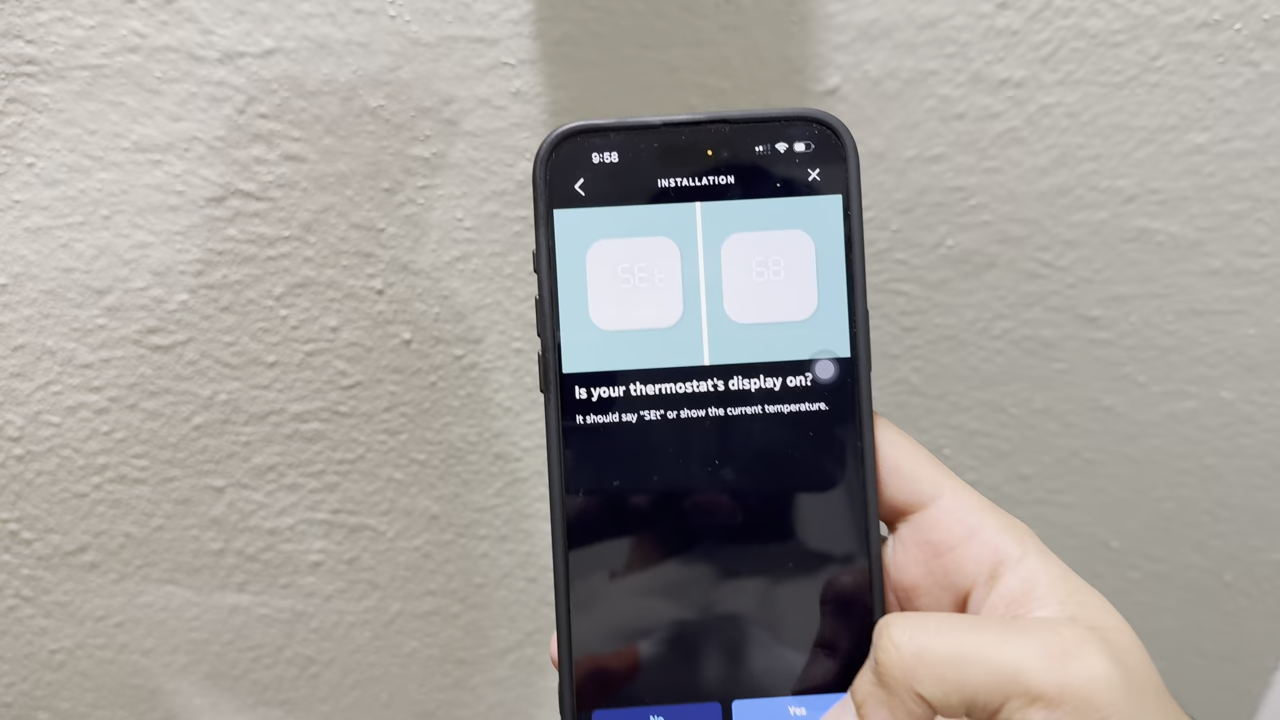 9:58
INSTALLATION
SEt
68
Is your thermostat's display on?
It should say "SEt" or show the current temperature.
No
Yes